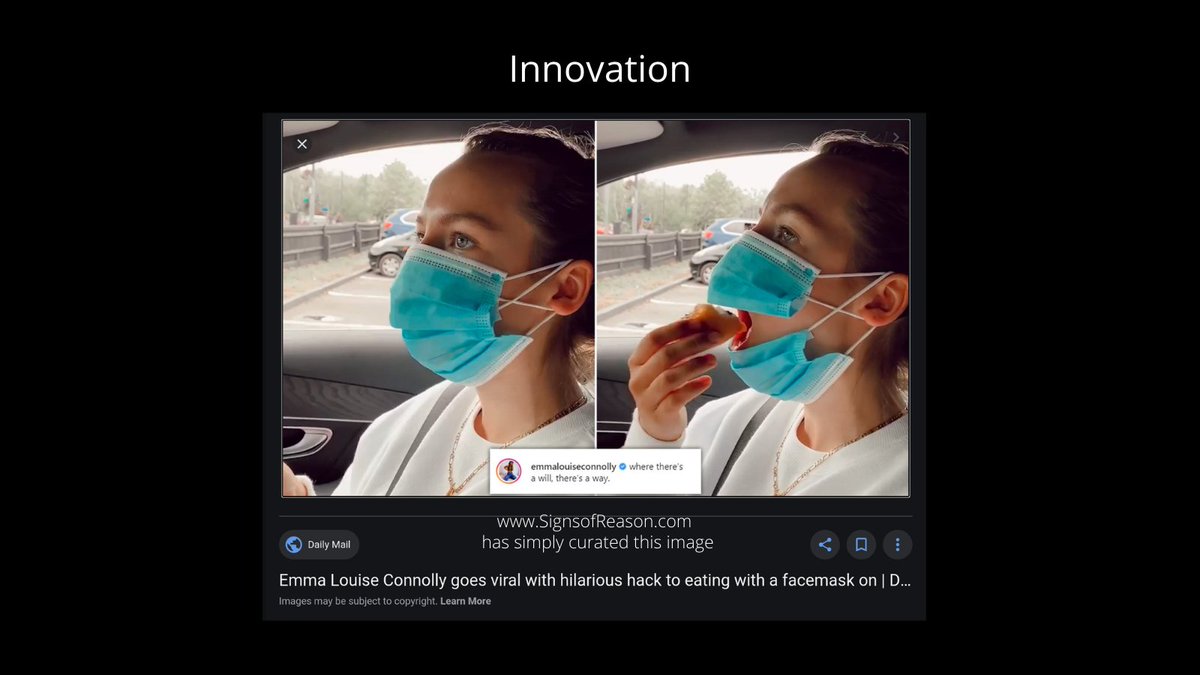 Innovation
emmalouiseconnolly where there's
a will, there's a way.
www.SignsofReason.com
has simply curated this image
Daily Mail
Emma Louise Connolly goes viral with hilarious hack to eating with a facemask on | D...
Images may be subject to copyright. Learn More